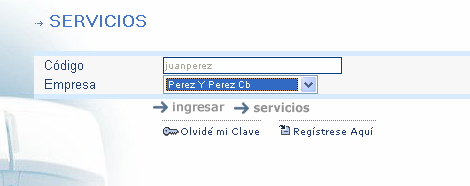 SERVICIOS
Código juanperez
Empresa Perez Y Perez Cb
ingresar servicios
Olvidé mi Clave Regístrese Aquí